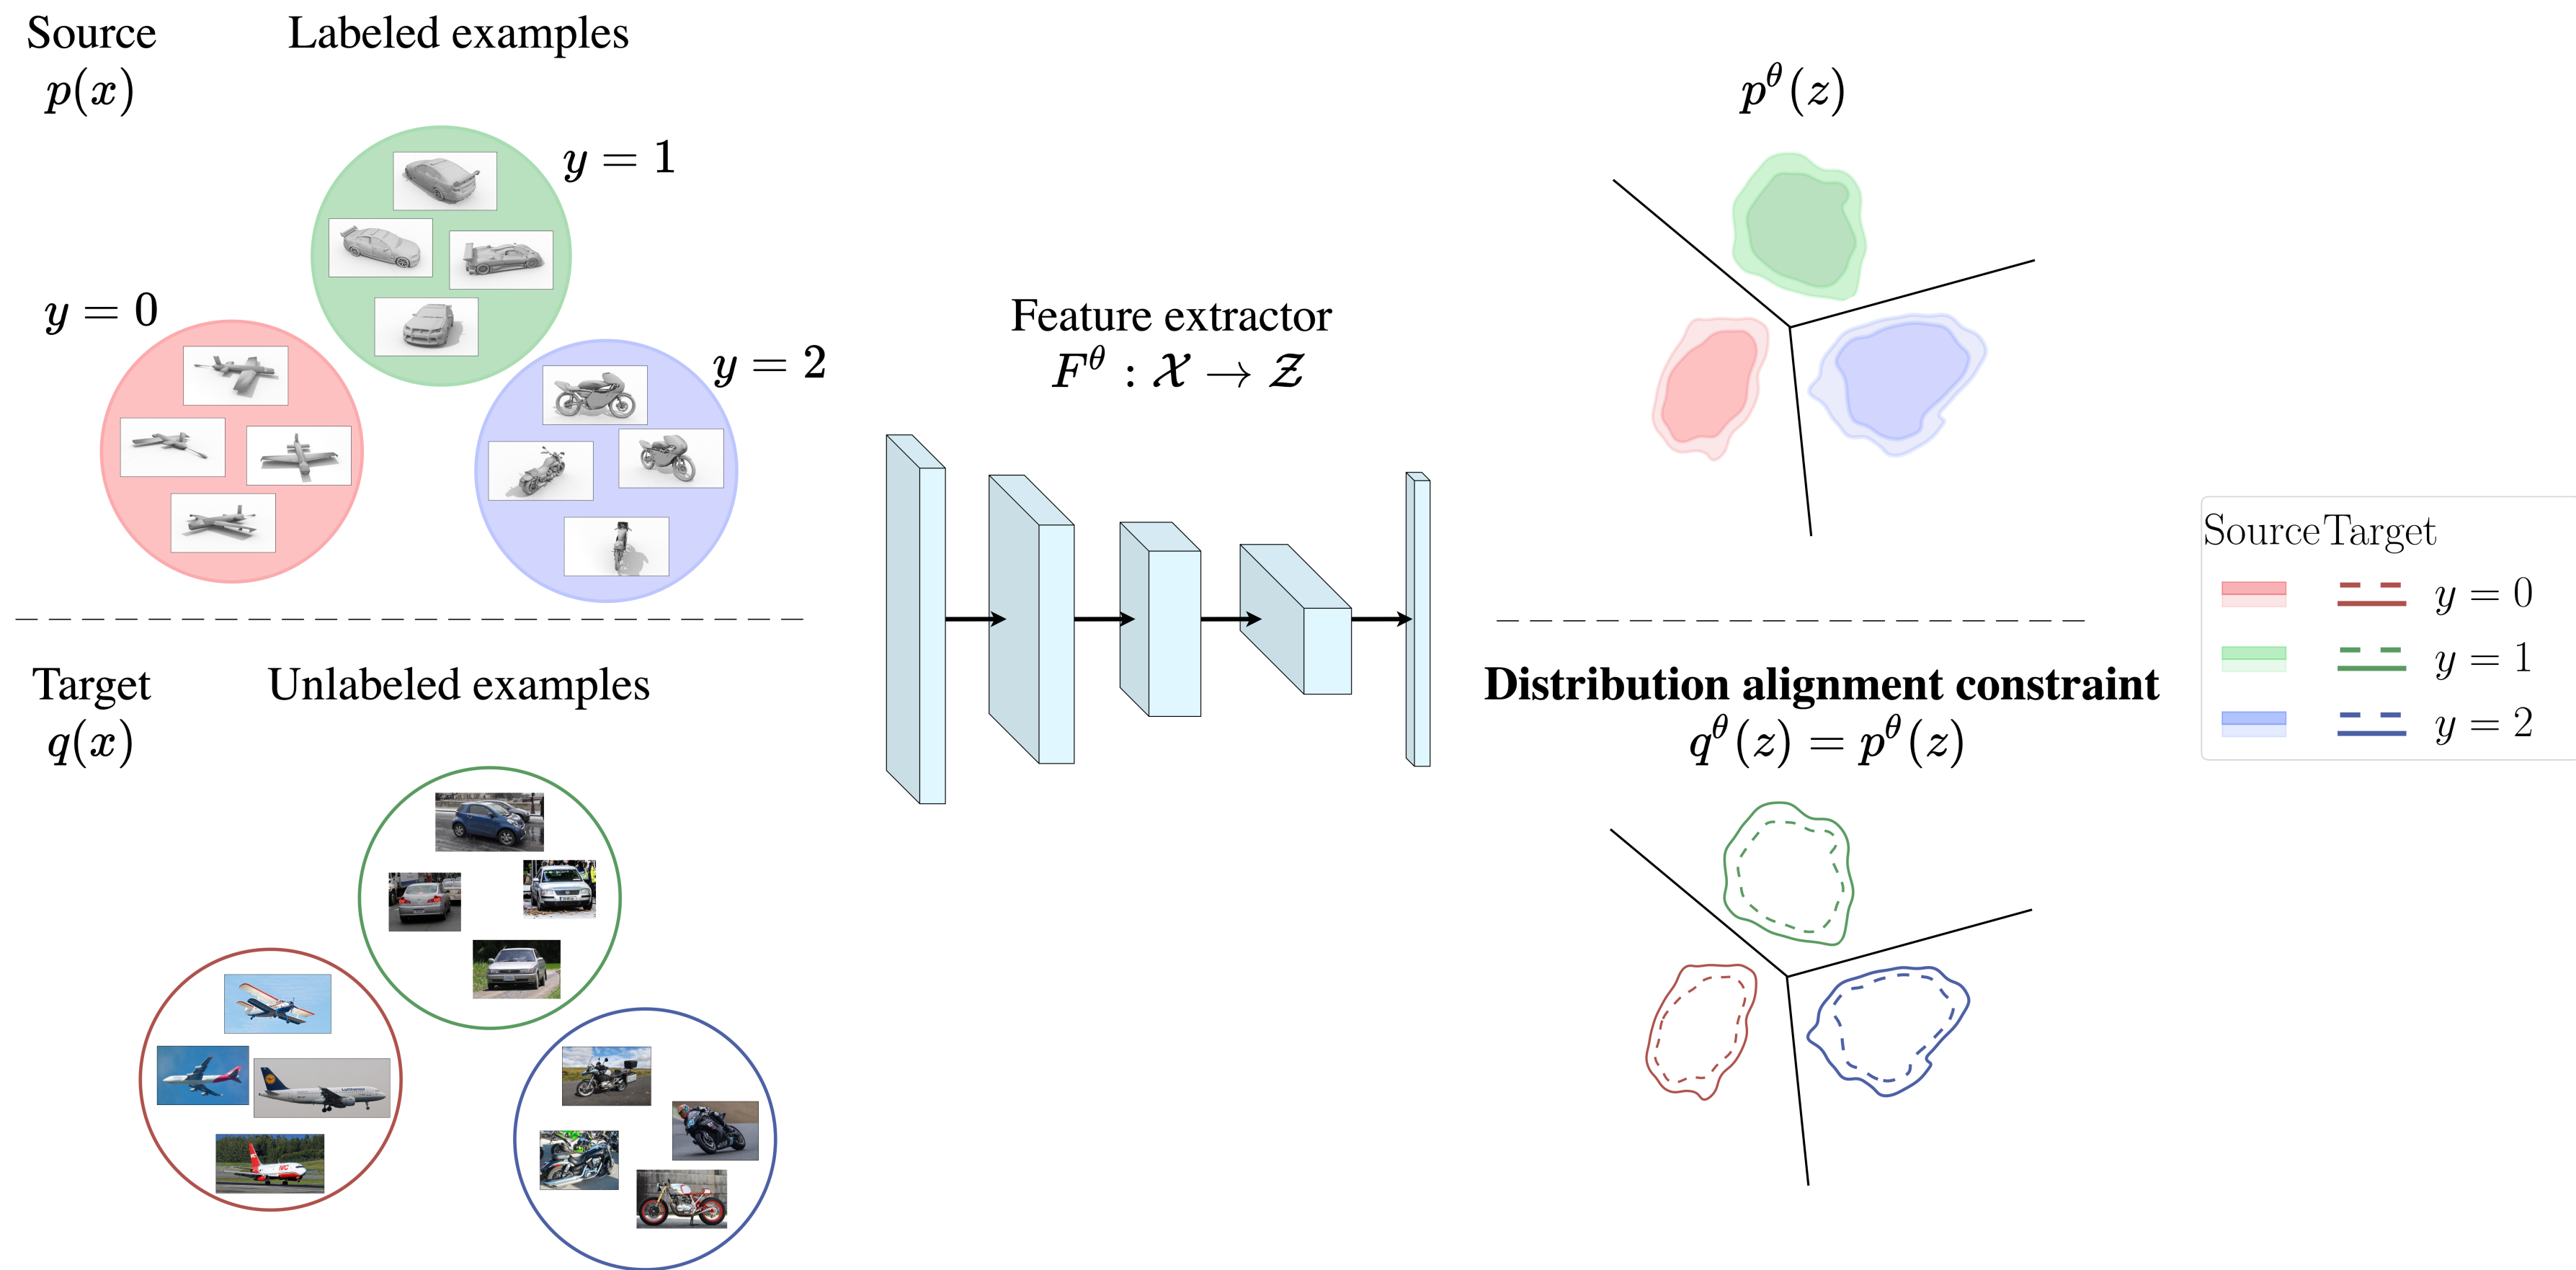 Source
p(x)
Labeled examples
y = 1
y = 0
y = 2
Target
q(x)
Unlabeled examples
Feature extractor
F^θ : 𝒳 → 𝒵
p^θ(z)
Distribution alignment constraint
q^θ(z) = p^θ(z)
Source Target
y = 0
y = 1
y = 2